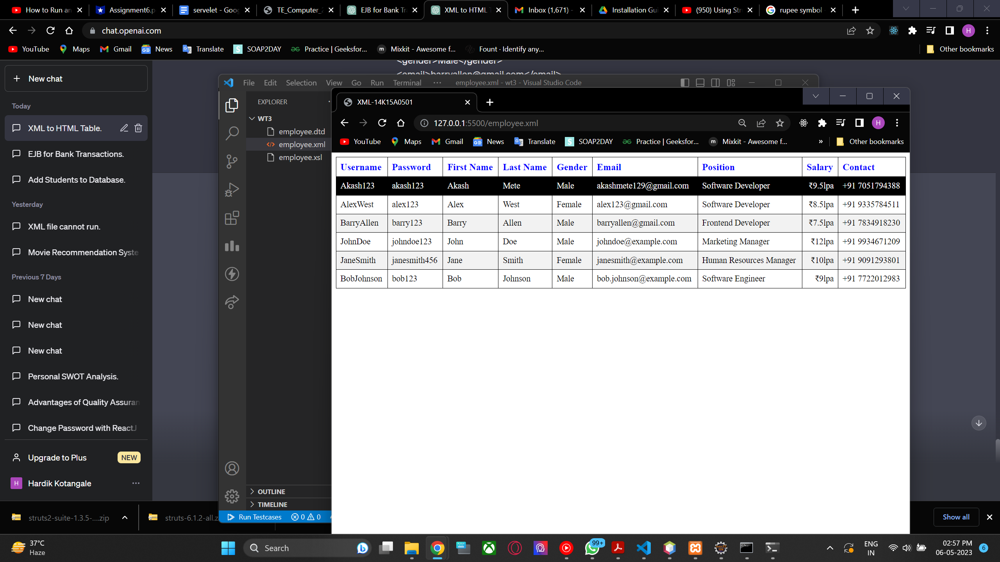 How to Run an
Assignment6.p
servelet - Goog
TE_Computer_2
EJB for Bank Tr
XML to HTML T
Inbox (1,671) -
Installation Gui
(950) Using Str
rupee symbol -
chat.openai.com
H
YouTube
Maps
Gmail
News
Translate
SOAP2DAY
Practice | Geeksfor...
Mixkit - Awesome f...
Fount · Identify any...
Other bookmarks
<gender>Male</gender>
<email>barryallen@gmail.com</email>
New chat
Today
XML to HTML Table.
EJB for Bank Transactions.
Add Students to Database.
Yesterday
XML file cannot run.
Movie Recommendation Syste
Previous 7 Days
New chat
New chat
New chat
Personal SWOT Analysis.
Advantages of Quality Assuran
Change Password with ReactJ
Upgrade to Plus NEW
H Hardik Kotangale
File Edit Selection View Go Run Terminal ··· employee.xml - wt3 - Visual Studio Code
EXPLORER
WT3
employee.dtd
employee.xml
employee.xsl
OUTLINE
TIMELINE
Run Testcases 0 0
XML-14K15A0501
127.0.0.1:5500/employee.xml
H
YouTube Maps Gmail News Translate SOAP2DAY Practice | Geeksfor... Mixkit - Awesome f... » Other bookmarks
Username Password First Name Last Name Gender Email Position Salary Contact
Akash123 akash123 Akash Mete Male akashmete129@gmail.com Software Developer ₹9.5lpa +91 7051794388
AlexWest alex123 Alex West Female alex123@gmail.com Software Developer ₹8.5lpa +91 9335784511
BarryAllen barry123 Barry Allen Male barryallen@gmail.com Frontend Developer ₹7.5lpa +91 7834918230
JohnDoe johndoe123 John Doe Male johndoe@example.com Marketing Manager ₹12lpa +91 9934671209
JaneSmith janesmith456 Jane Smith Female janesmith@example.com Human Resources Manager ₹10lpa +91 9091293801
BobJohnson bob123 Bob Johnson Male bob.johnson@example.com Software Engineer ₹9lpa +91 7722012983
struts2-suite-1.3.5-....zip
struts-6.1.2-all.z
Show all
37°C
Haze
Search
99+
ENG
IN
02:57 PM
06-05-2023
6